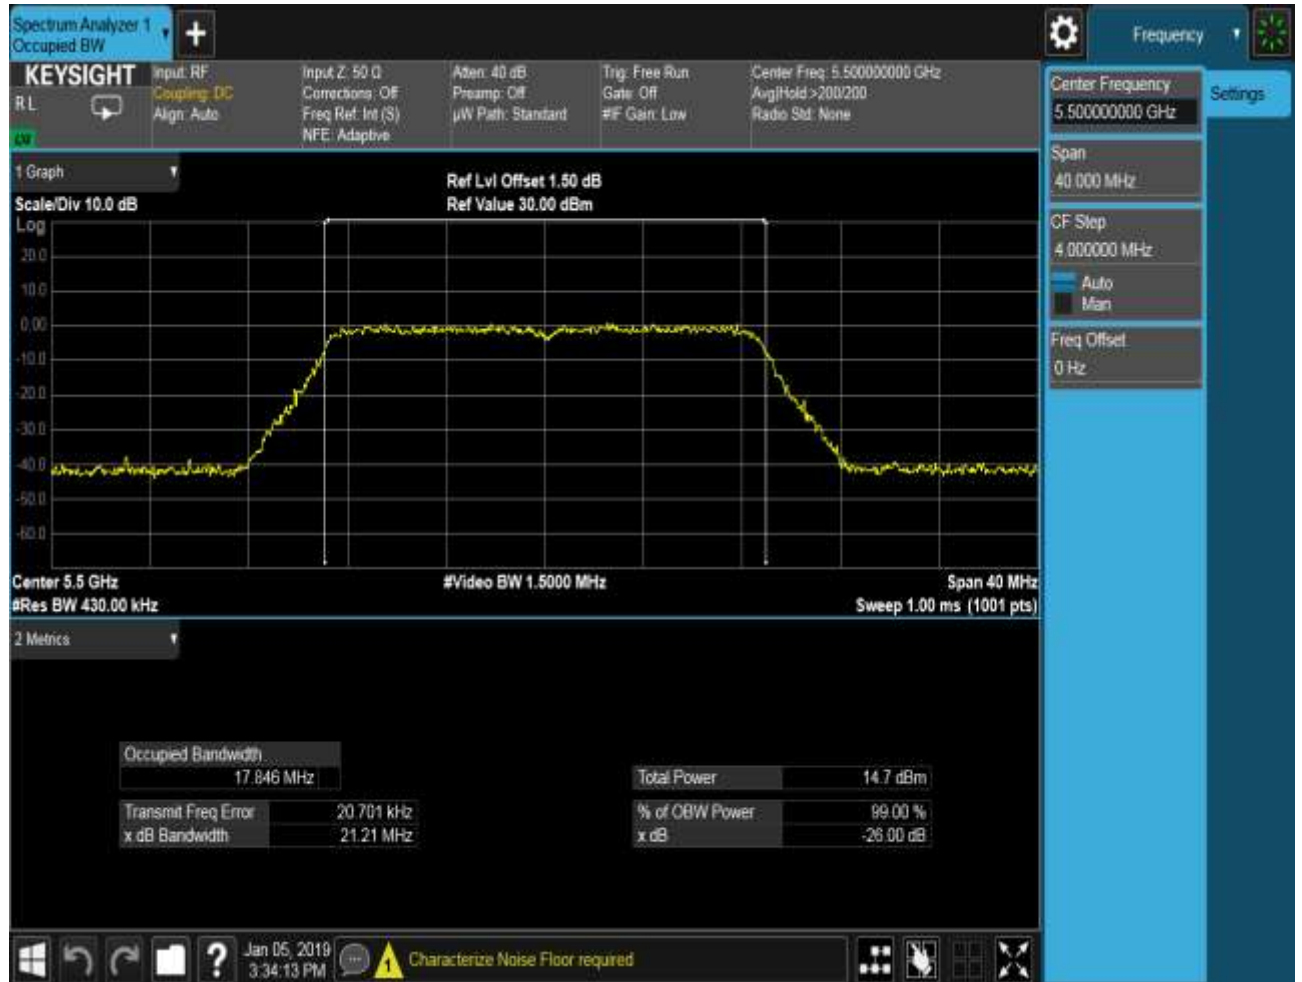 Spectrum Analyzer 1
Occupied BW
Frequency
KEYSIGHT
RL
Input: RF
Coupling: DC
Align: Auto
Input Z: 50 Ω
Corrections: Off
Freq Ref: Int (S)
NFE: Adaptive
Atten: 40 dB
Preamp: Off
µW Path: Standard
Trig: Free Run
Gate: Off
#IF Gain: Low
Center Freq: 5.500000000 GHz
Avg|Hold:>200/200
Radio Std: None
Center Frequency
5.500000000 GHz
Settings
Span
40.000 MHz
CF Step
4.000000 MHz
Auto
Man
Freq Offset
0 Hz
1 Graph
Scale/Div 10.0 dB
Ref Lvl Offset 1.50 dB
Ref Value 30.00 dBm
Log
20.0
10.0
0.00
-10.0
-20.0
-30.0
-40.0
-50.0
-60.0
Center 5.5 GHz
#Res BW 430.00 kHz
#Video BW 1.5000 MHz
Span 40 MHz
Sweep 1.00 ms (1001 pts)
2 Metrics
Occupied Bandwidth
17.846 MHz
Transmit Freq Error 20.701 kHz
x dB Bandwidth 21.21 MHz
Total Power 14.7 dBm
% of OBW Power 99.00 %
x dB -26.00 dB
?
Jan 05, 2019
3:34:13 PM
1
Characterize Noise Floor required